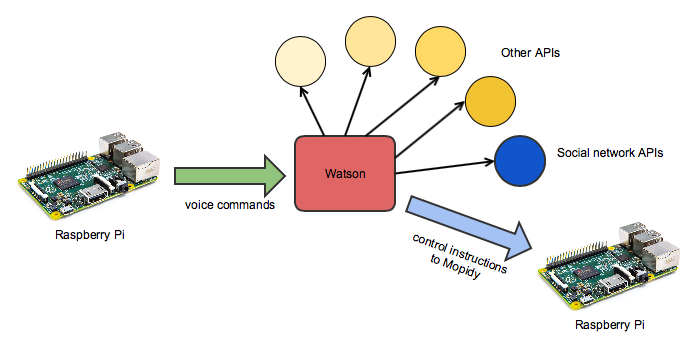 Other APIs
Social network APIs
Watson
voice commands
Raspberry Pi
control instructions
to Mopidy
Raspberry Pi